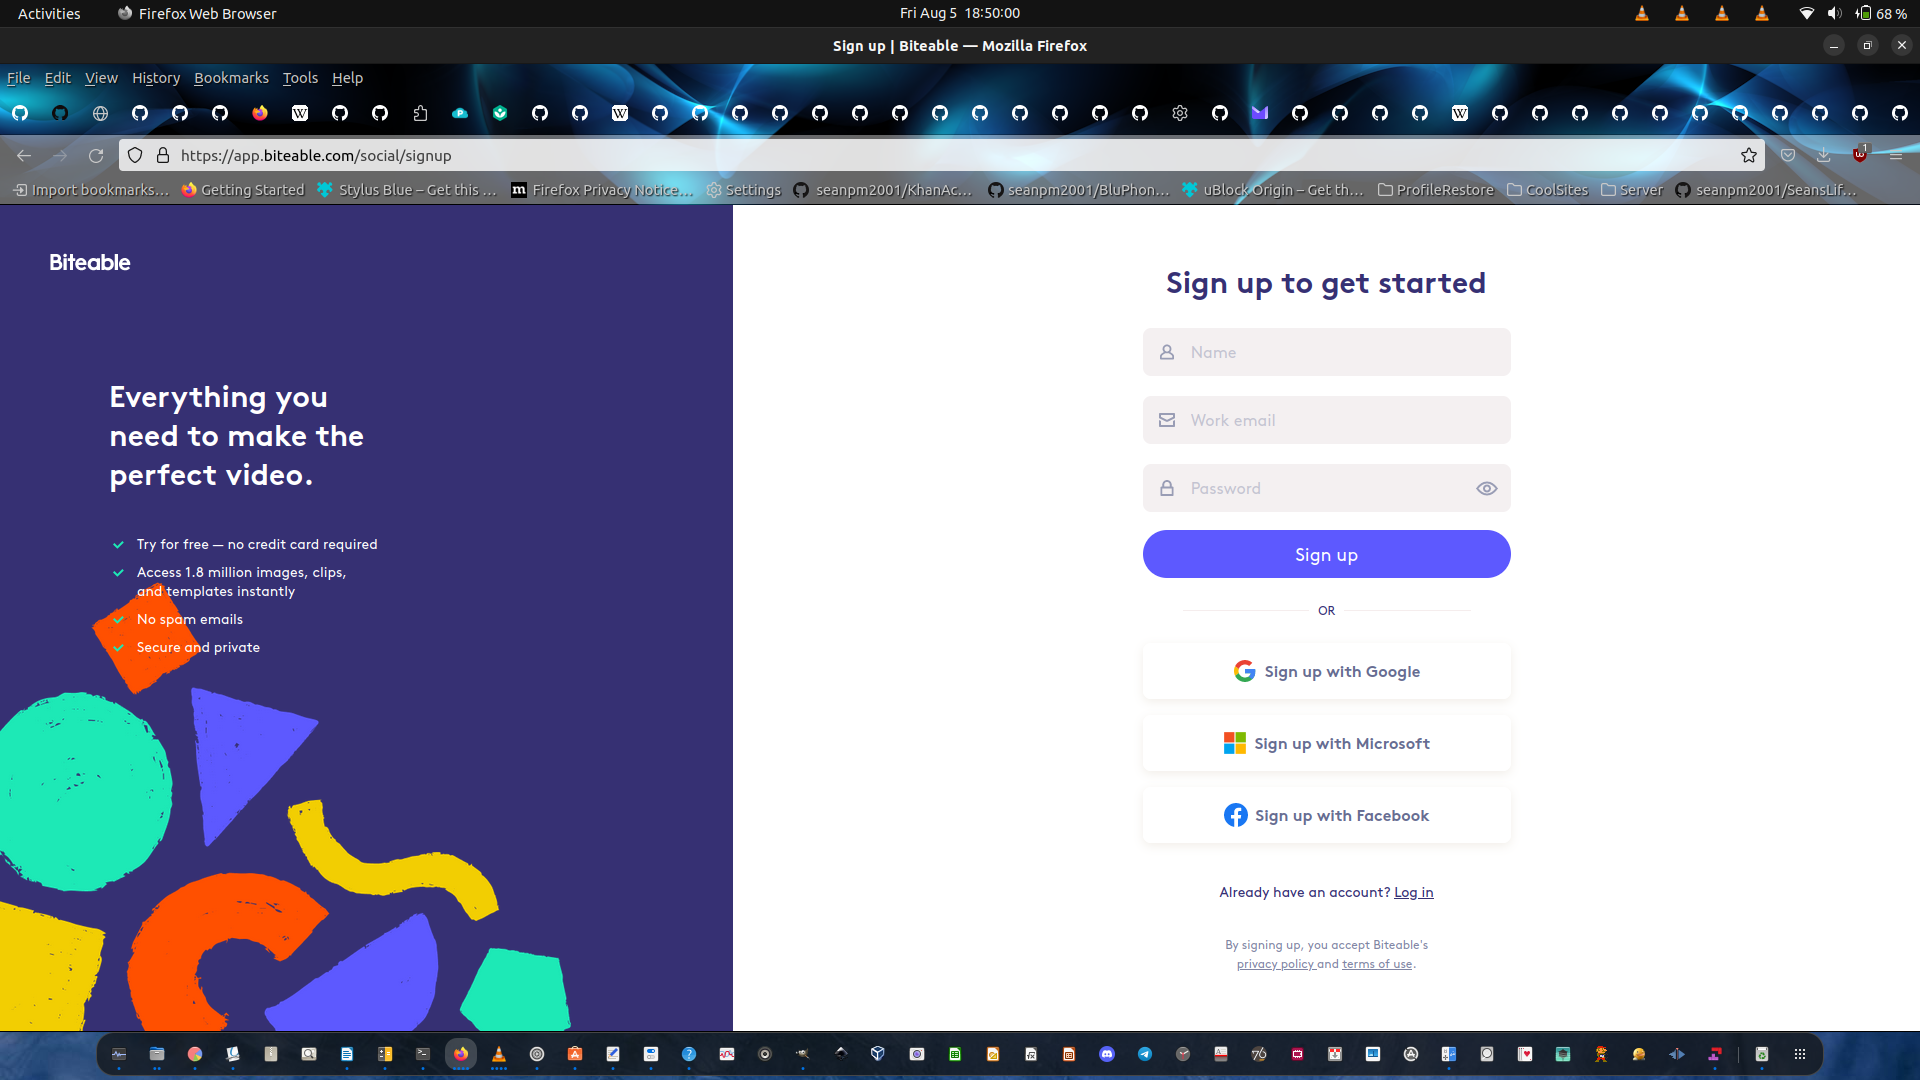 Activities
Firefox Web Browser
Fri Aug 5 18:50:00
68 %
Sign up | Biteable — Mozilla Firefox
File Edit View History Bookmarks Tools Help
https://app.biteable.com/social/signup
1
Import bookmarks...
Getting Started
Stylus Blue – Get this ...
Firefox Privacy Notice...
Settings
seanpm2001/KhanAc...
seanpm2001/BluPhon...
uBlock Origin – Get th...
ProfileRestore
CoolSites
Server
seanpm2001/SeansLif...
Biteable
Everything you
need to make the
perfect video.
Try for free — no credit card required
Access 1.8 million images, clips,
and templates instantly
No spam emails
Secure and private
Sign up to get started
Name
Work email
Password
Sign up
OR
Sign up with Google
Sign up with Microsoft
Sign up with Facebook
Already have an account? Log in
By signing up, you accept Biteable's
privacy policy and terms of use.